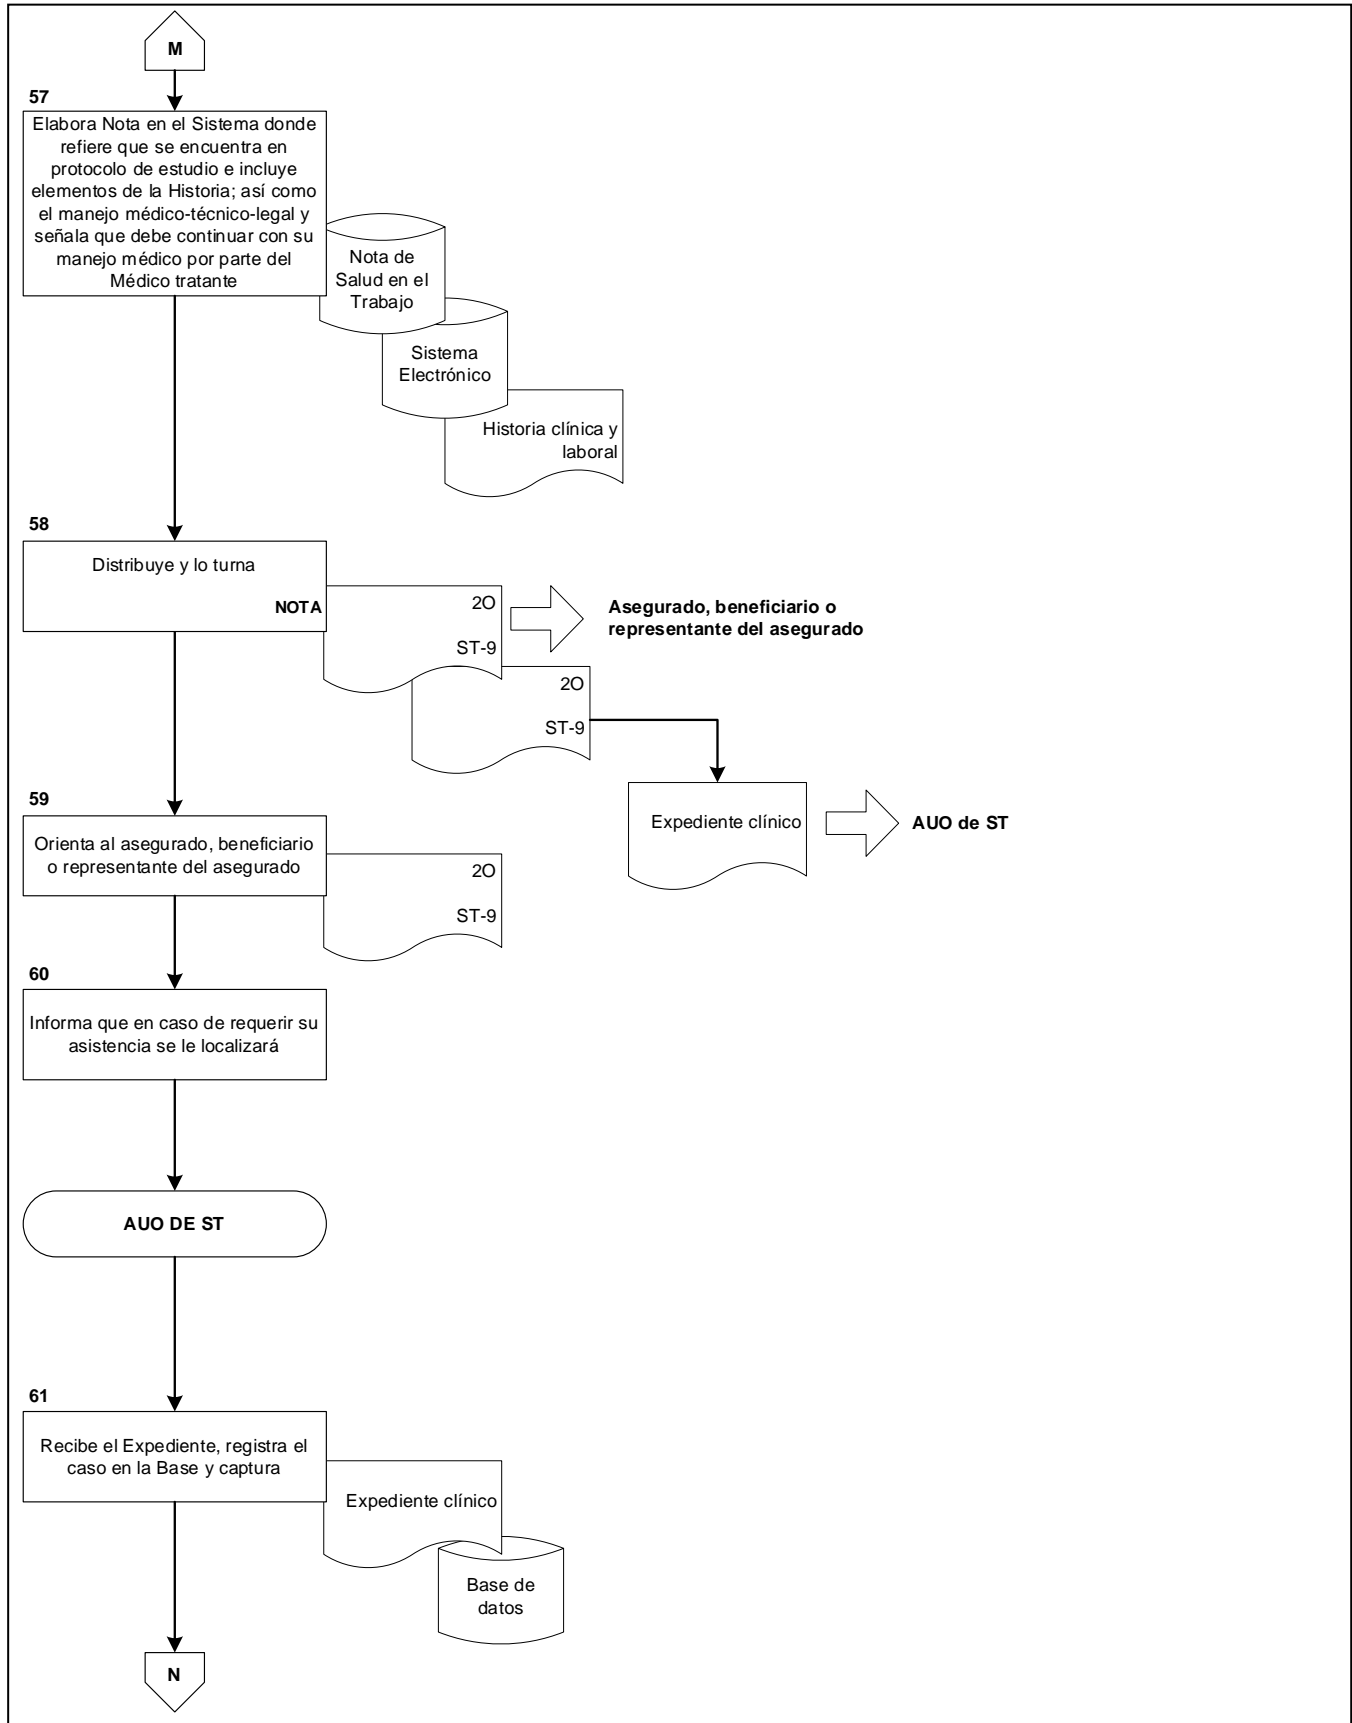 M
57
Elabora Nota en el Sistema donde
refiere que se encuentra en
protocolo de estudio e incluye
elementos de la Historia; así como
el manejo médico-técnico-legal y
señala que debe continuar con su
manejo médico por parte del
Médico tratante
Nota de
Salud en el
Trabajo
Sistema
Electrónico
Historia clínica y
laboral
58
Distribuye y lo turna
NOTA
2O
ST-9
Asegurado, beneficiario o
representante del asegurado
2O
ST-9
Expediente clínico
AUO de ST
59
Orienta al asegurado, beneficiario
o representante del asegurado
2O
ST-9
60
Informa que en caso de requerir su
asistencia se le localizará
AUO DE ST
61
Recibe el Expediente, registra el
caso en la Base y captura
Expediente clínico
Base de
datos
N